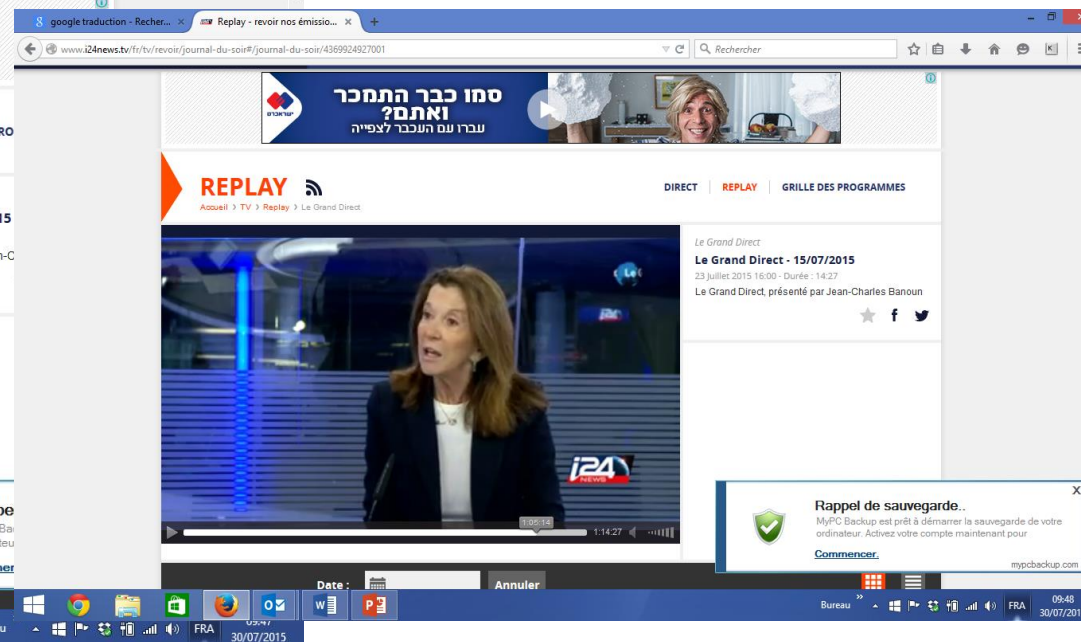 google traduction - Recher...
Replay - revoir nos émissio...
www.i24news.tv/fr/tv/revoir/journal-du-soir#/journal-du-soir/4369924927001
Rechercher
סמו כבר התמכר
ואתם?
עברו עם העכבר לצפייה
ישראכרט
REPLAY
DIRECT
REPLAY
GRILLE DES PROGRAMMES
Accueil > TV > Replay > Le Grand Direct
Le Grand Direct
Le Grand Direct - 15/07/2015
23 Juillet 2015 16:00 - Durée : 14:27
Le Grand Direct, présenté par Jean-Charles Banoun
i24
NEWS
1:05:14
1:14:27
Rappel de sauvegarde..
MyPC Backup est prêt à démarrer la sauvegarde de votre
ordinateur. Activez votre compte maintenant pour
Commencer.
mypcbackup.com
Date :
Annuler
Bureau
FRA
09:48
30/07/201
09:47
FRA
30/07/2015